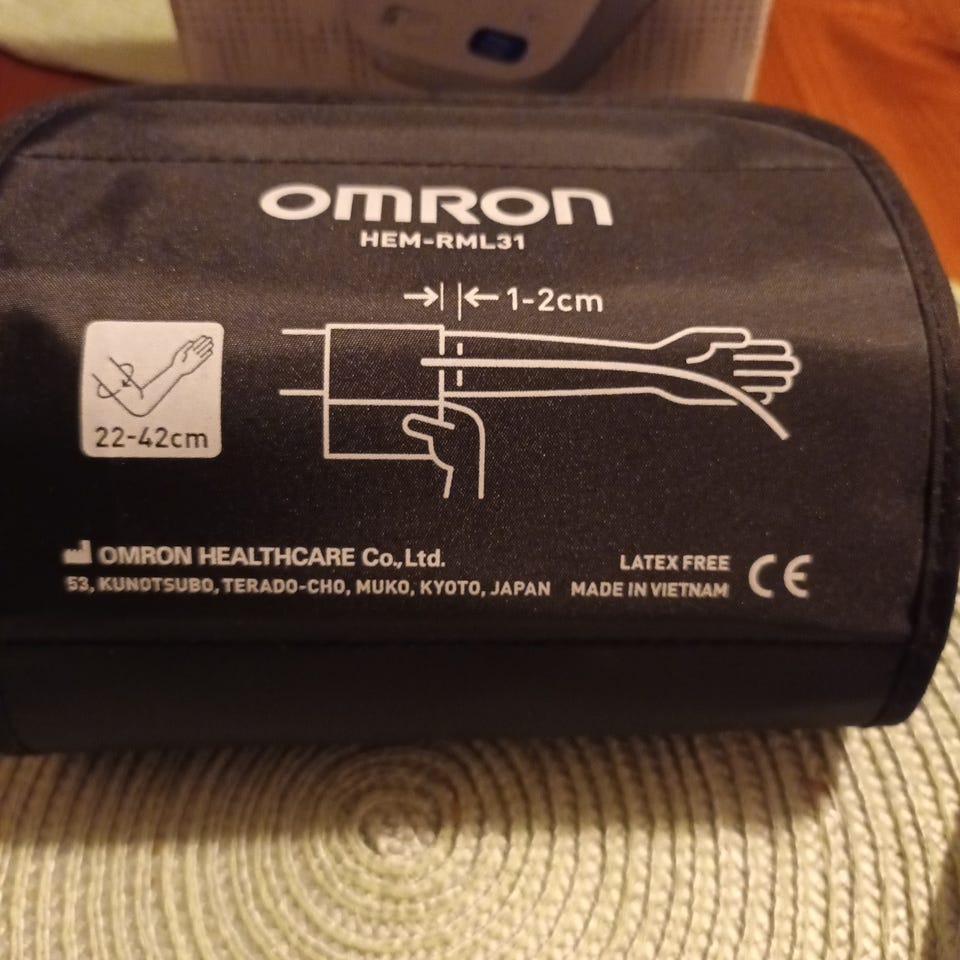 OMRON
HEM-RML31
1-2cm
22-42cm
OMRON HEALTHCARE Co.,Ltd.
53, KUNOTSUBO, TERADO-CHO, MUKO, KYOTO, JAPAN
LATEX FREE
MADE IN VIETNAM
CE